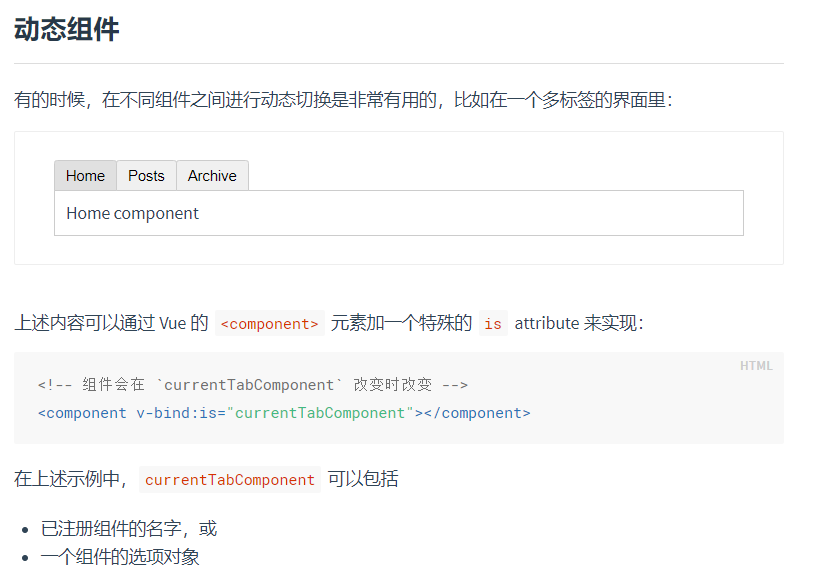 动态组件
有的时候，在不同组件之间进行动态切换是非常有用的，比如在一个多标签的界面里：
Home Posts Archive
Home component
上述内容可以通过 Vue 的 <component> 元素加一个特殊的 is attribute 来实现：
HTML
<!-- 组件会在 `currentTabComponent` 改变时改变 -->
<component v-bind:is="currentTabComponent"></component>
在上述示例中，currentTabComponent 可以包括
• 已注册组件的名字，或
• 一个组件的选项对象